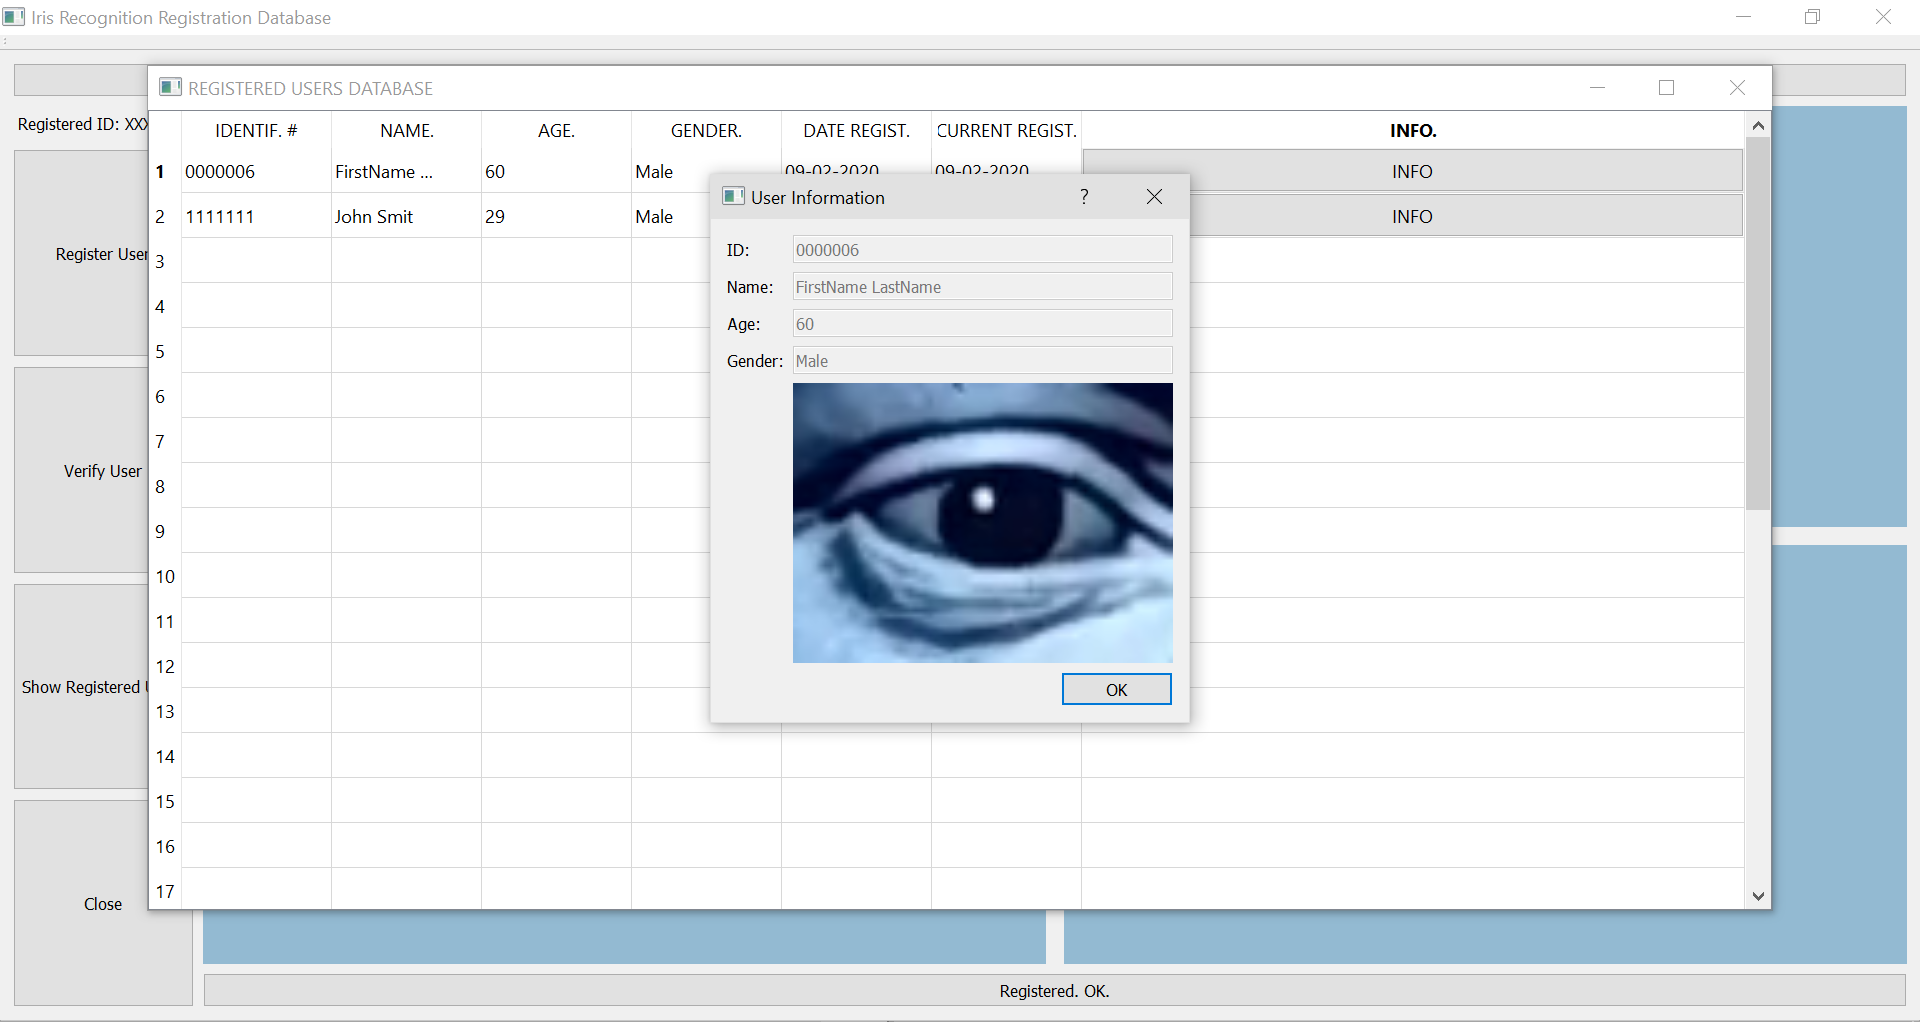 Iris Recognition Registration Database
REGISTERED USERS DATABASE
Registered ID: XXX
IDENTIF. # NAME. AGE. GENDER. DATE REGIST. CURRENT REGIST. INFO.
1 0000006 FirstName ... 60 Male 09-02-2020 09-02-2020 INFO
2 1111111 John Smit 29 Male INFO
3
4
5
6
7
8
9
10
11
12
13
14
15
16
17
User Information ?
ID: 0000006
Name: FirstName LastName
Age: 60
Gender: Male
OK
Register User
Verify User
Show Registered
Close
Registered. OK.